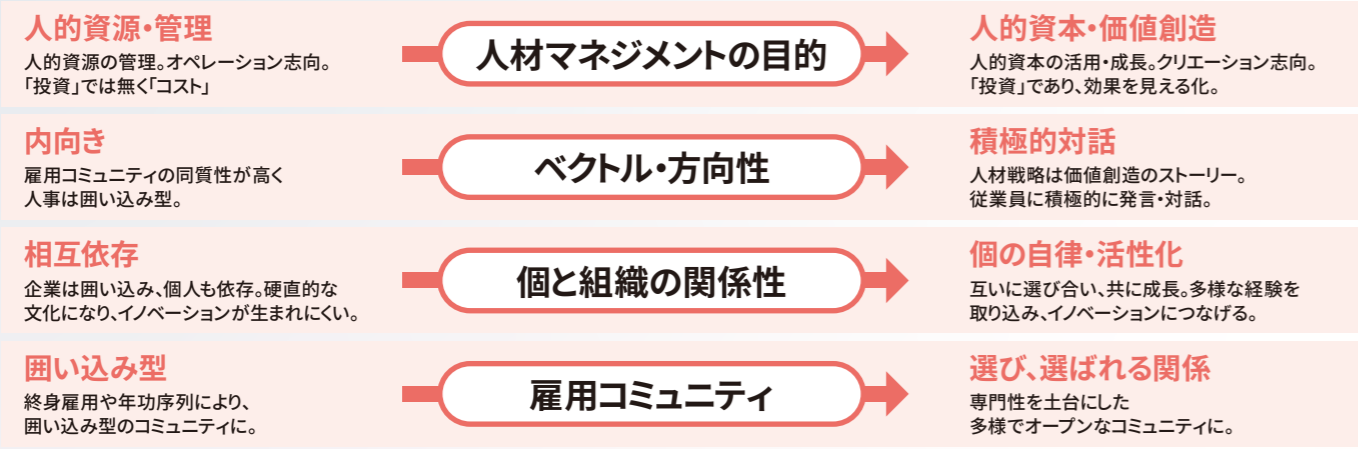 人的資源・管理
人的資源の管理。オペレーション志向。
「投資」では無く「コスト」
人材マネジメントの目的
人的資本・価値創造
人的資本の活用・成長。クリエーション志向。
「投資」であり、効果を見える化。
内向き
雇用コミュニティの同質性が高く
人事は囲い込み型。
ベクトル・方向性
積極的対話
人材戦略は価値創造のストーリー。
従業員に積極的に発言・対話。
相互依存
企業は囲い込み、個人も依存。硬直的な
文化になり、イノベーションが生まれにくい。
個と組織の関係性
個の自律・活性化
互いに選び合い、共に成長。多様な経験を
取り込み、イノベーションにつなげる。
囲い込み型
終身雇用や年功序列により、
囲い込み型のコミュニティに。
雇用コミュニティ
選び、選ばれる関係
専門性を土台にした
多様でオープンなコミュニティに。